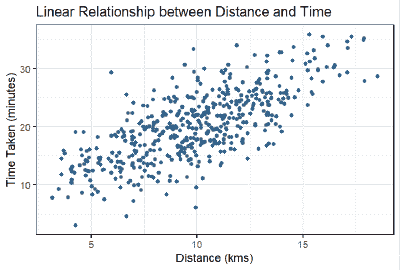 Linear Relationship between Distance and Time
Time Taken (minutes)
30
20
10
5
10
15
Distance (kms)